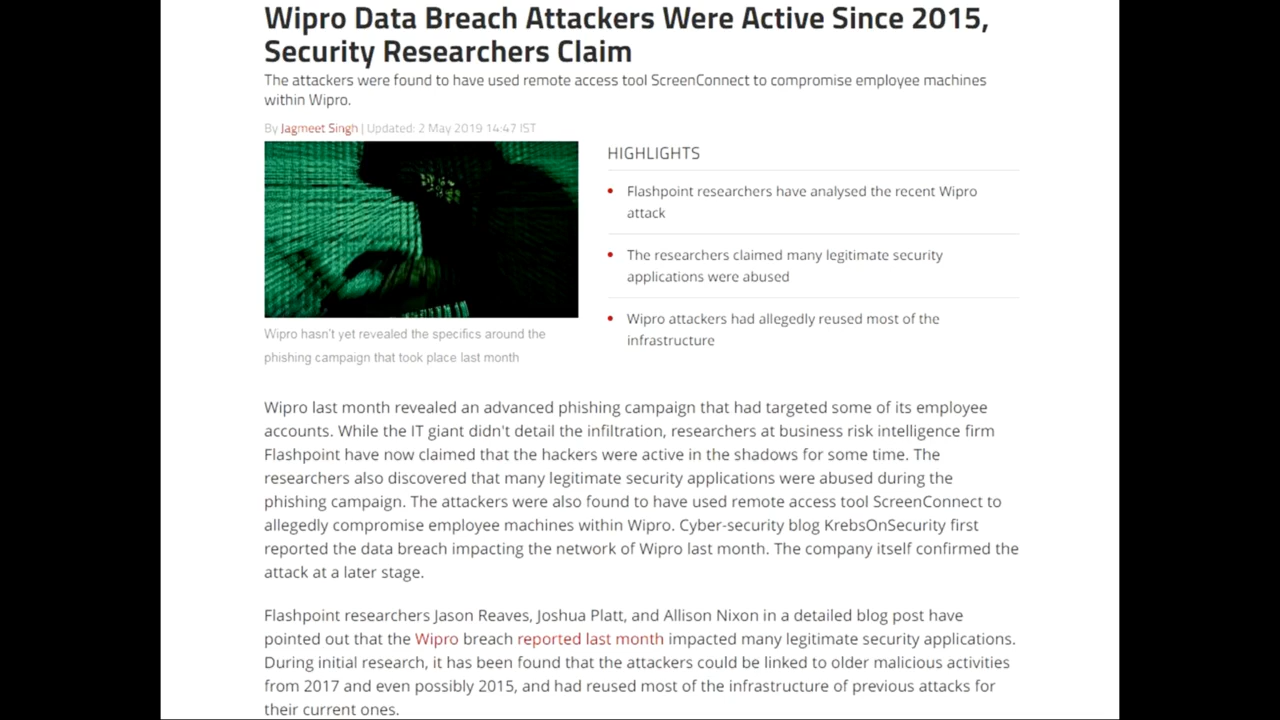 Wipro Data Breach Attackers Were Active Since 2015,
Security Researchers Claim
The attackers were found to have used remote access tool ScreenConnect to compromise employee machines
within Wipro.
By Jagmeet Singh | Updated: 2 May 2019 14:47 IST
HIGHLIGHTS
Flashpoint researchers have analysed the recent Wipro
attack
The researchers claimed many legitimate security
applications were abused
Wipro attackers had allegedly reused most of the
infrastructure
Wipro hasn't yet revealed the specifics around the
phishing campaign that took place last month
Wipro last month revealed an advanced phishing campaign that had targeted some of its employee
accounts. While the IT giant didn't detail the infiltration, researchers at business risk intelligence firm
Flashpoint have now claimed that the hackers were active in the shadows for some time. The
researchers also discovered that many legitimate security applications were abused during the
phishing campaign. The attackers were also found to have used remote access tool ScreenConnect to
allegedly compromise employee machines within Wipro. Cyber-security blog KrebsOnSecurity first
reported the data breach impacting the network of Wipro last month. The company itself confirmed the
attack at a later stage.
Flashpoint researchers Jason Reaves, Joshua Platt, and Allison Nixon in a detailed blog post have
pointed out that the Wipro breach reported last month impacted many legitimate security applications.
During initial research, it has been found that the attackers could be linked to older malicious activities
from 2017 and even possibly 2015, and had reused most of the infrastructure of previous attacks for
their current ones.